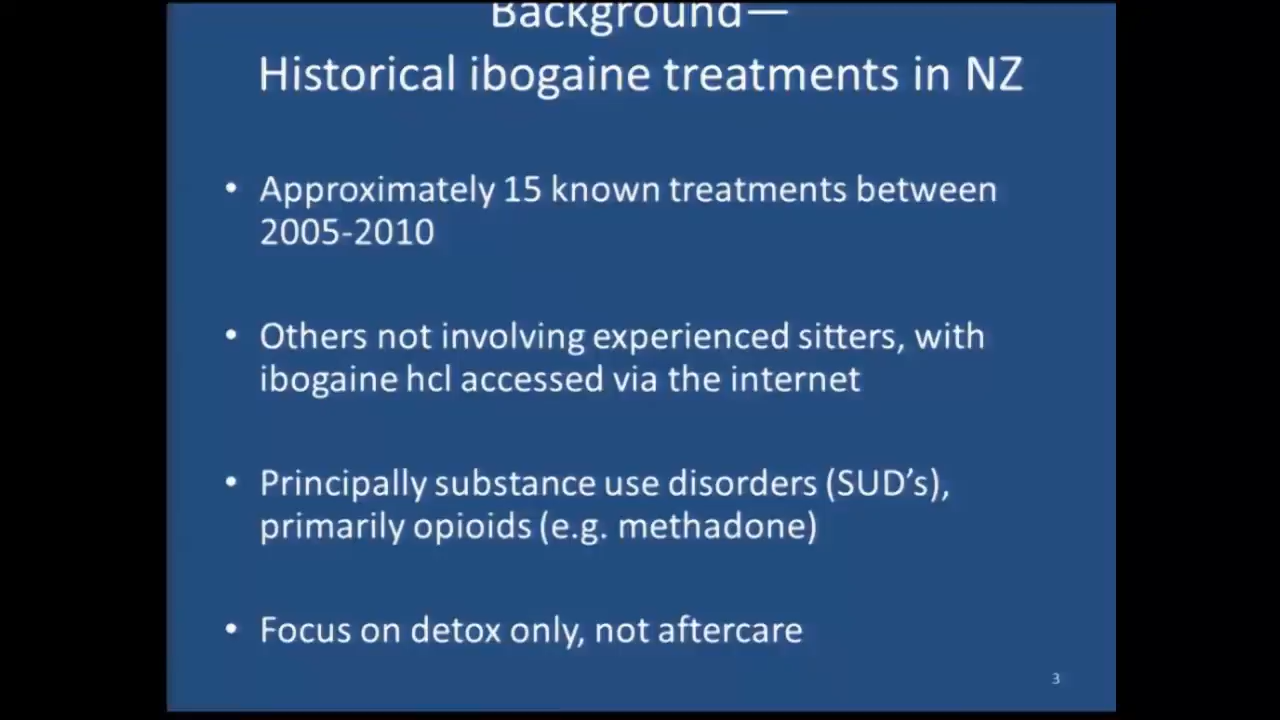 Background—
Historical ibogaine treatments in NZ
• Approximately 15 known treatments between
2005-2010
• Others not involving experienced sitters, with
ibogaine hcl accessed via the internet
• Principally substance use disorders (SUD’s),
primarily opioids (e.g. methadone)
• Focus on detox only, not aftercare
3